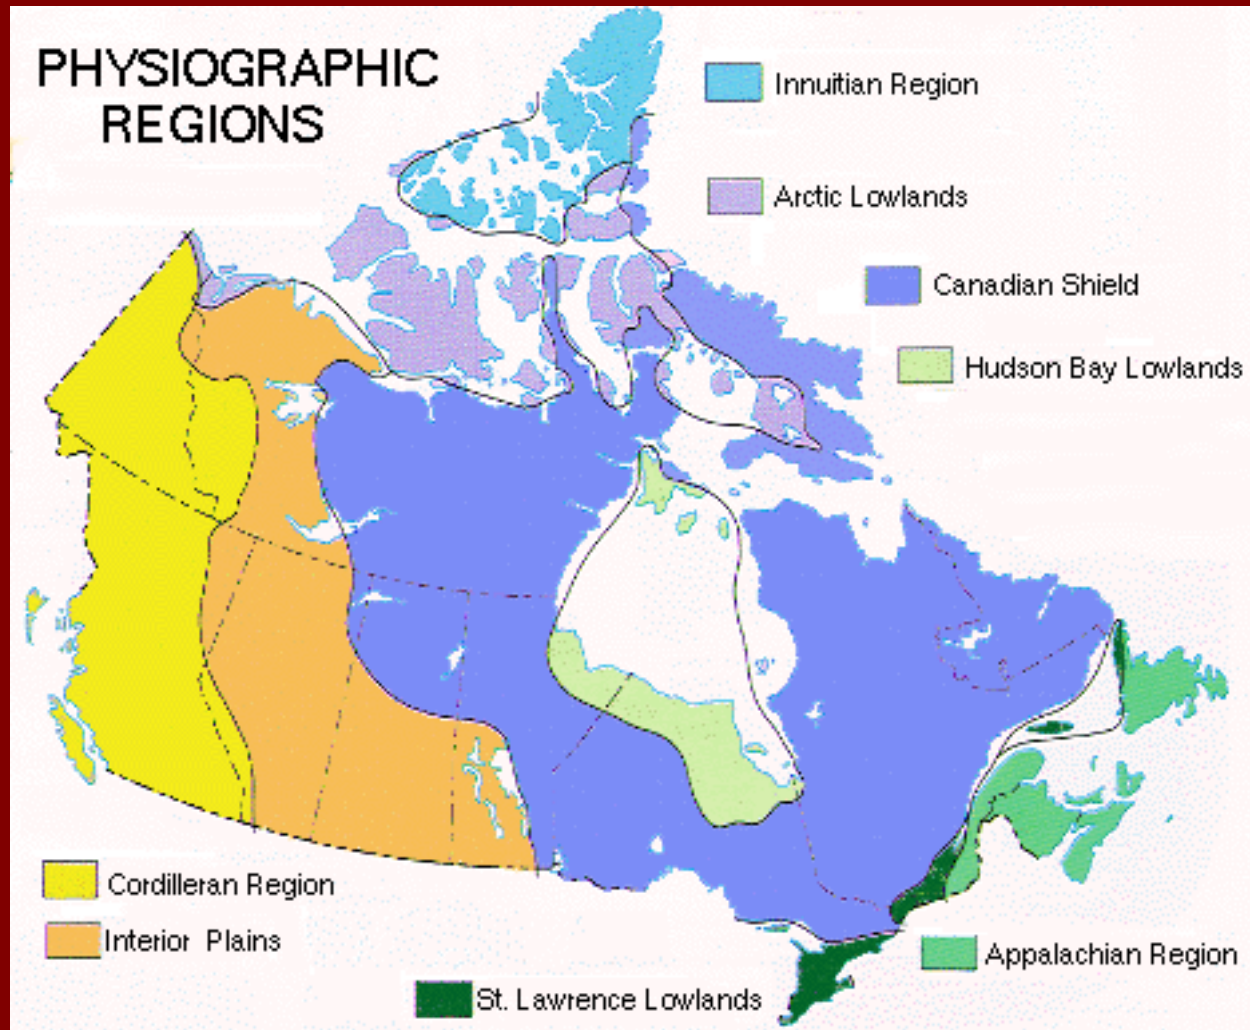 PHYSIOGRAPHIC
REGIONS
Innuitian Region
Arctic Lowlands
Canadian Shield
Hudson Bay Lowlands
Cordilleran Region
Interior Plains
St. Lawrence Lowlands
Appalachian Region